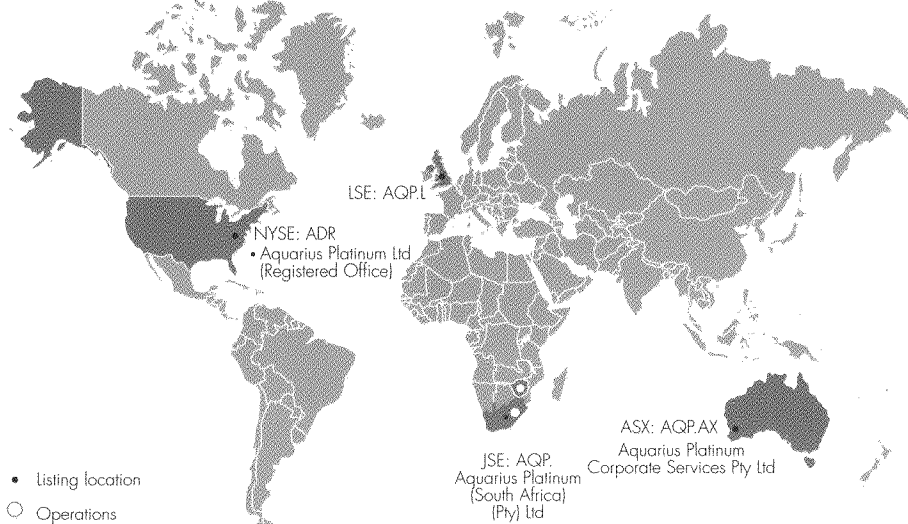 LSE: AQP.L
NYSE: ADR
Aquarius Platinum Ltd
(Registered Office)
ASX: AQP.AX
Aquarius Platinum
Corporate Services Pty Ltd
JSE: AQP.
Aquarius Platinum
(South Africa)
(Pty) Ltd
Listing location
Operations